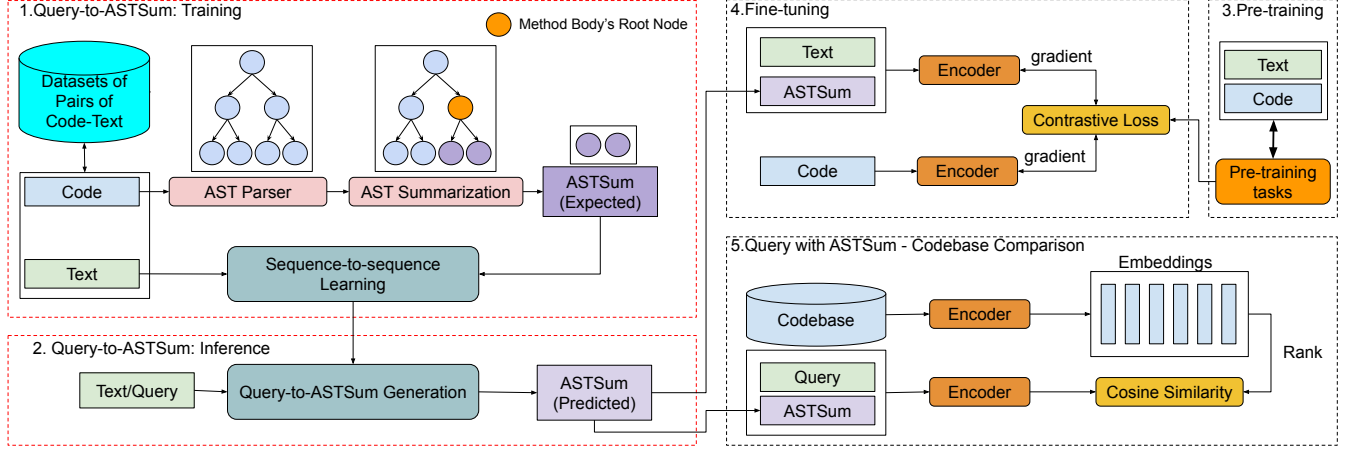 1.Query-to-ASTSum: Training
Method Body's Root Node
Datasets of
Pairs of
Code-Text
Code
AST Parser
AST Summarization
ASTSum
(Expected)
Text
Sequence-to-sequence
Learning
2. Query-to-ASTSum: Inference
Text/Query
Query-to-ASTSum Generation
ASTSum
(Predicted)
4.Fine-tuning
Text
ASTSum
Encoder
gradient
Contrastive Loss
Code
Encoder
gradient
3.Pre-training
Text
Code
Pre-training
tasks
5.Query with ASTSum - Codebase Comparison
Embeddings
Codebase
Encoder
Rank
Query
ASTSum
Encoder
Cosine Similarity